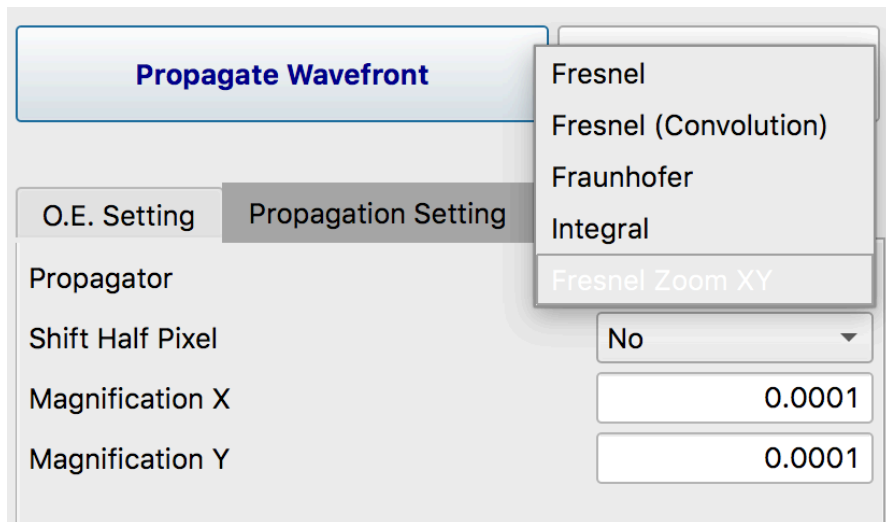 Propagate Wavefront
Fresnel
Fresnel (Convolution)
Fraunhofer
Integral
Fresnel Zoom XY
O.E. Setting
Propagation Setting
Propagator
Shift Half Pixel
No
Magnification X
0.0001
Magnification Y
0.0001